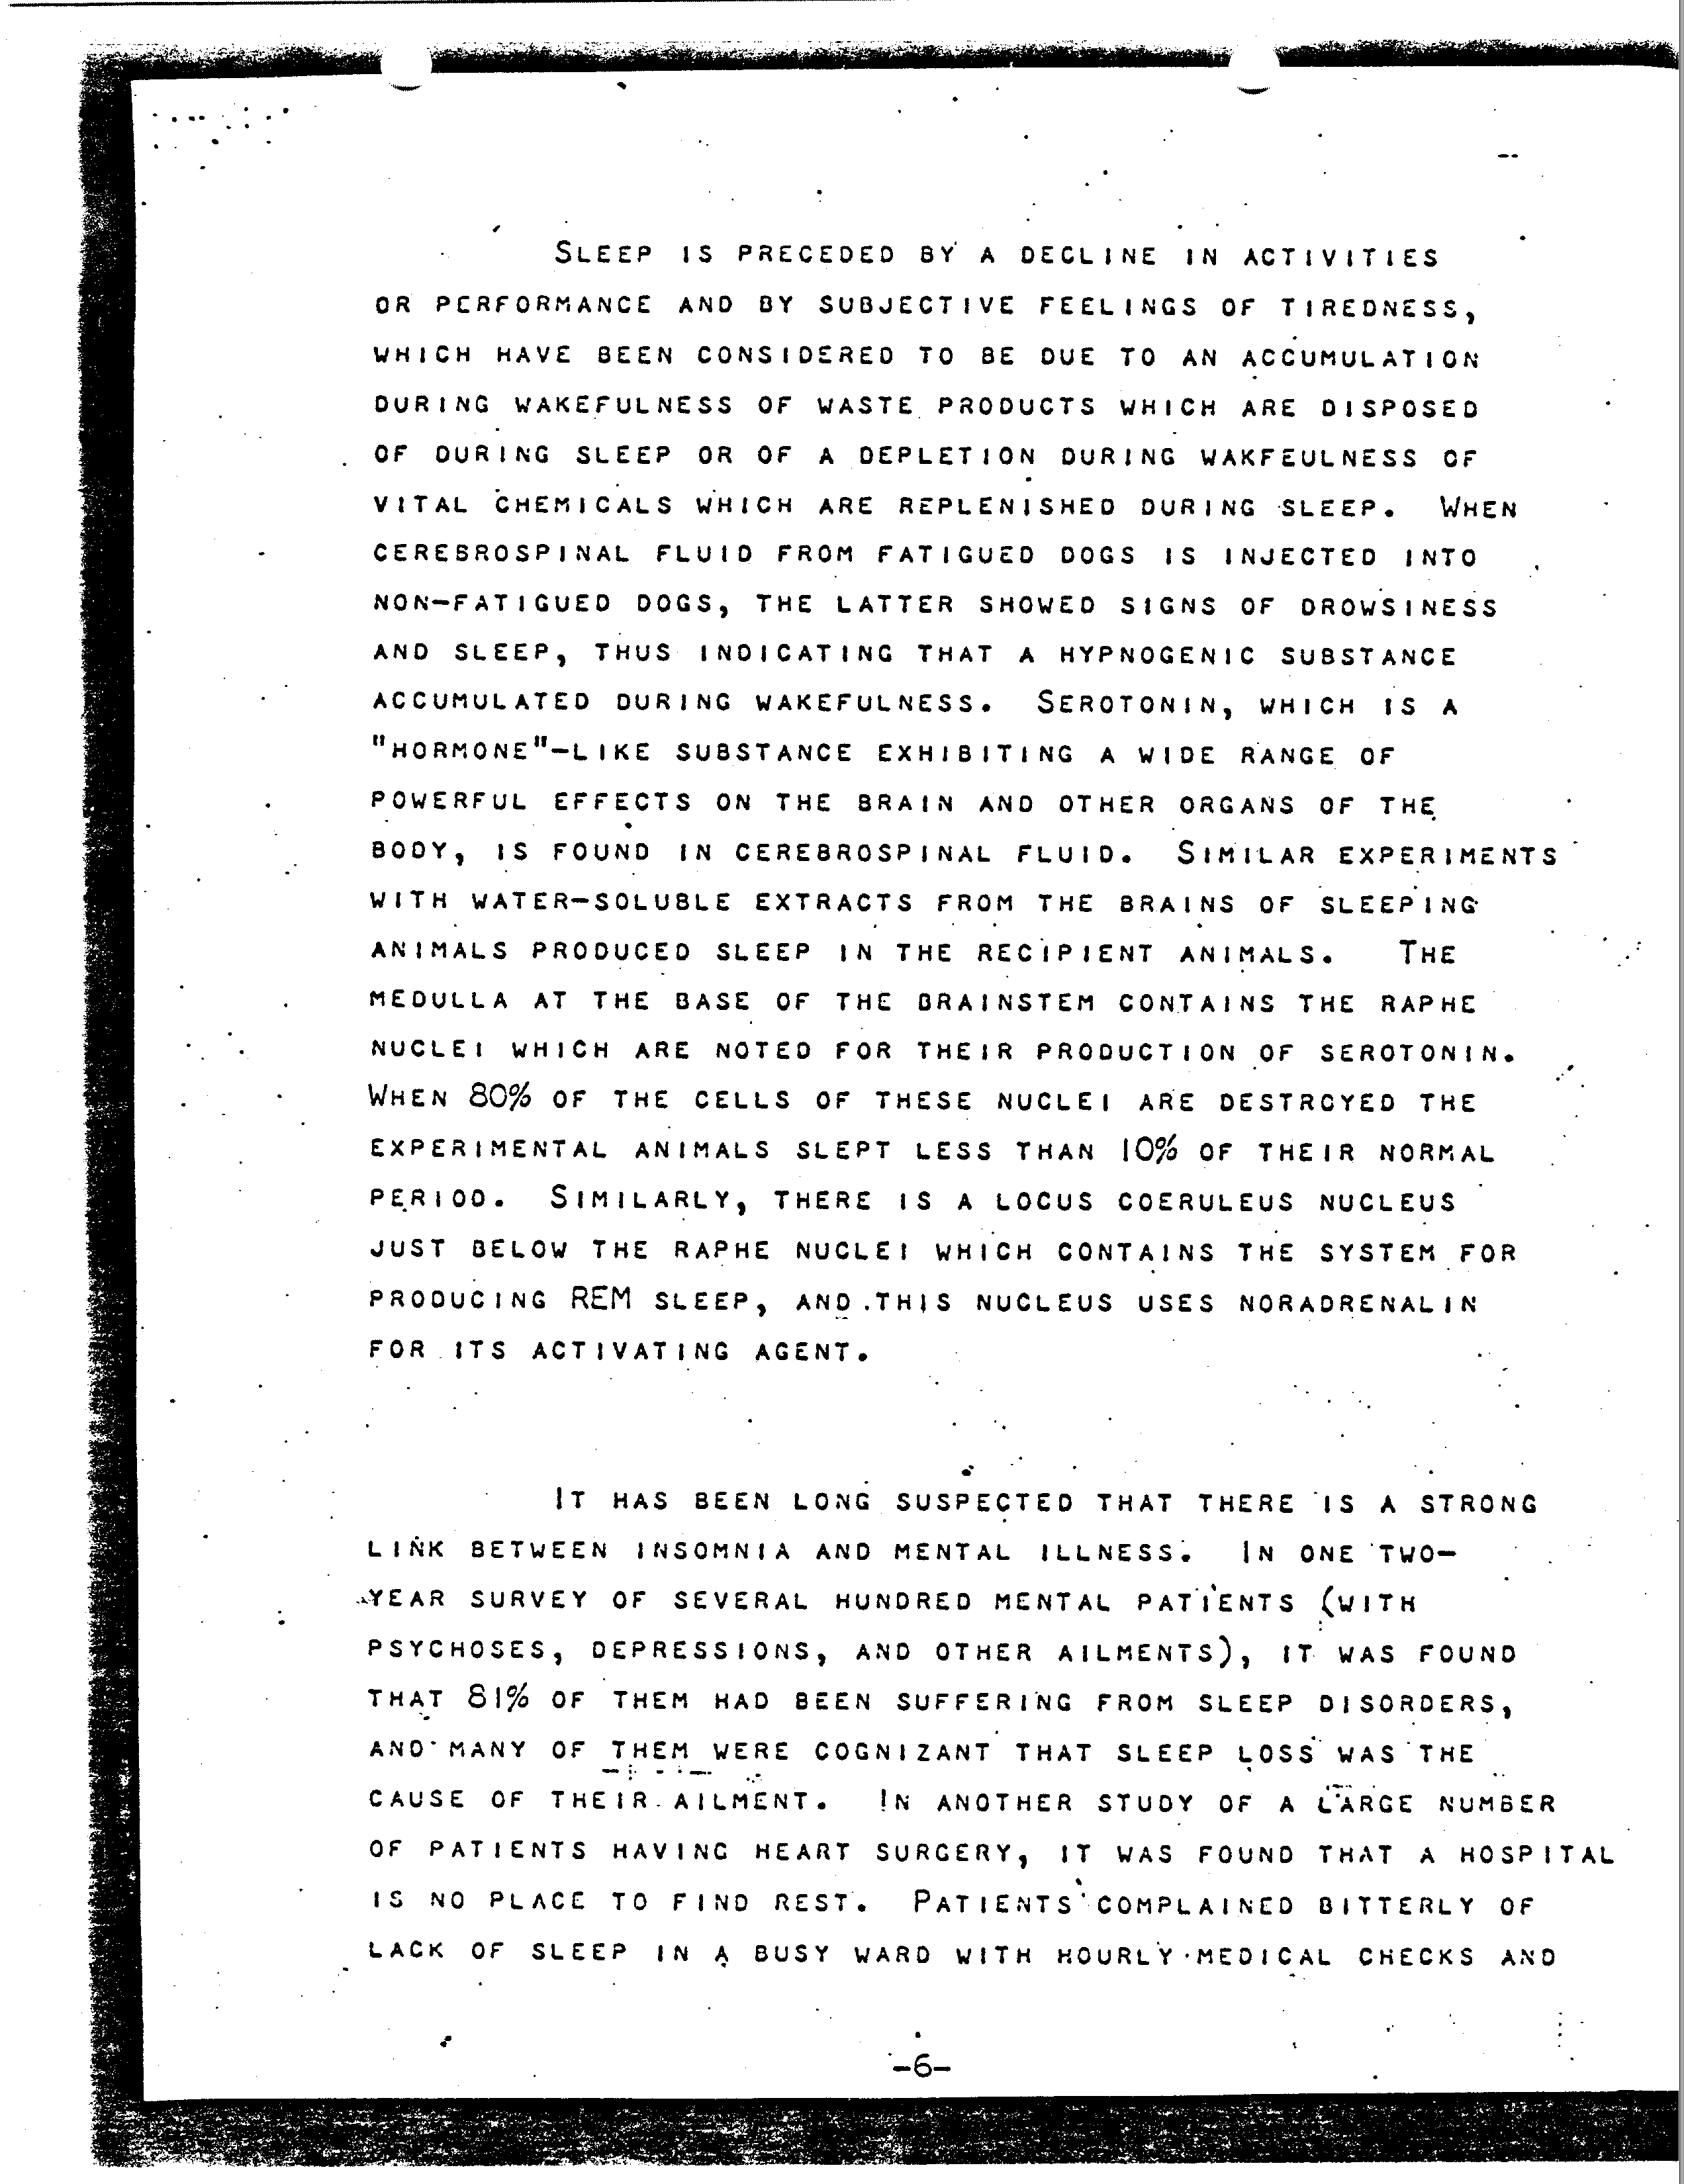 SLEEP IS PRECEDED BY A DECLINE IN ACTIVITIES
OR PERFORMANCE AND BY SUBJECTIVE FEELINGS OF TIREDNESS,
WHICH HAVE BEEN CONSIDERED TO BE DUE TO AN ACCUMULATION
DURING WAKEFULNESS OF WASTE PRODUCTS WHICH ARE DISPOSED
OF DURING SLEEP OR OF A DEPLETION DURING WAKFEULNESS OF
VITAL CHEMICALS WHICH ARE REPLENISHED DURING SLEEP. WHEN
CEREBROSPINAL FLUID FROM FATIGUED DOGS IS INJECTED INTO
NON-FATIGUED DOGS, THE LATTER SHOWED SIGNS OF DROWSINESS
AND SLEEP, THUS INDICATING THAT A HYPNOGENIC SUBSTANCE
ACCUMULATED DURING WAKEFULNESS. SEROTONIN, WHICH IS A
"HORMONE"-LIKE SUBSTANCE EXHIBITING A WIDE RANGE OF
POWERFUL EFFECTS ON THE BRAIN AND OTHER ORGANS OF THE
BODY, IS FOUND IN CEREBROSPINAL FLUID. SIMILAR EXPERIMENTS
WITH WATER-SOLUBLE EXTRACTS FROM THE BRAINS OF SLEEPING
ANIMALS PRODUCED SLEEP IN THE RECIPIENT ANIMALS. THE
MEDULLA AT THE BASE OF THE BRAINSTEM CONTAINS THE RAPHE
NUCLEI WHICH ARE NOTED FOR THEIR PRODUCTION OF SEROTONIN.
WHEN 80% OF THE CELLS OF THESE NUCLEI ARE DESTROYED THE
EXPERIMENTAL ANIMALS SLEPT LESS THAN 10% OF THEIR NORMAL
PERIOD. SIMILARLY, THERE IS A LOCUS COERULEUS NUCLEUS
JUST BELOW THE RAPHE NUCLEI WHICH CONTAINS THE SYSTEM FOR
PRODUCING REM SLEEP, AND THIS NUCLEUS USES NORADRENALIN
FOR ITS ACTIVATING AGENT.
IT HAS BEEN LONG SUSPECTED THAT THERE IS A STRONG
LINK BETWEEN INSOMNIA AND MENTAL ILLNESS. IN ONE TWO-
YEAR SURVEY OF SEVERAL HUNDRED MENTAL PATIENTS (WITH
PSYCHOSES, DEPRESSIONS, AND OTHER AILMENTS), IT WAS FOUND
THAT 81% OF THEM HAD BEEN SUFFERING FROM SLEEP DISORDERS,
AND MANY OF THEM WERE COGNIZANT THAT SLEEP LOSS WAS THE
CAUSE OF THEIR AILMENT. IN ANOTHER STUDY OF A LARGE NUMBER
OF PATIENTS HAVING HEART SURGERY, IT WAS FOUND THAT A HOSPITAL
IS NO PLACE TO FIND REST. PATIENTS COMPLAINED BITTERLY OF
LACK OF SLEEP IN A BUSY WARD WITH HOURLY MEDICAL CHECKS AND
-6-